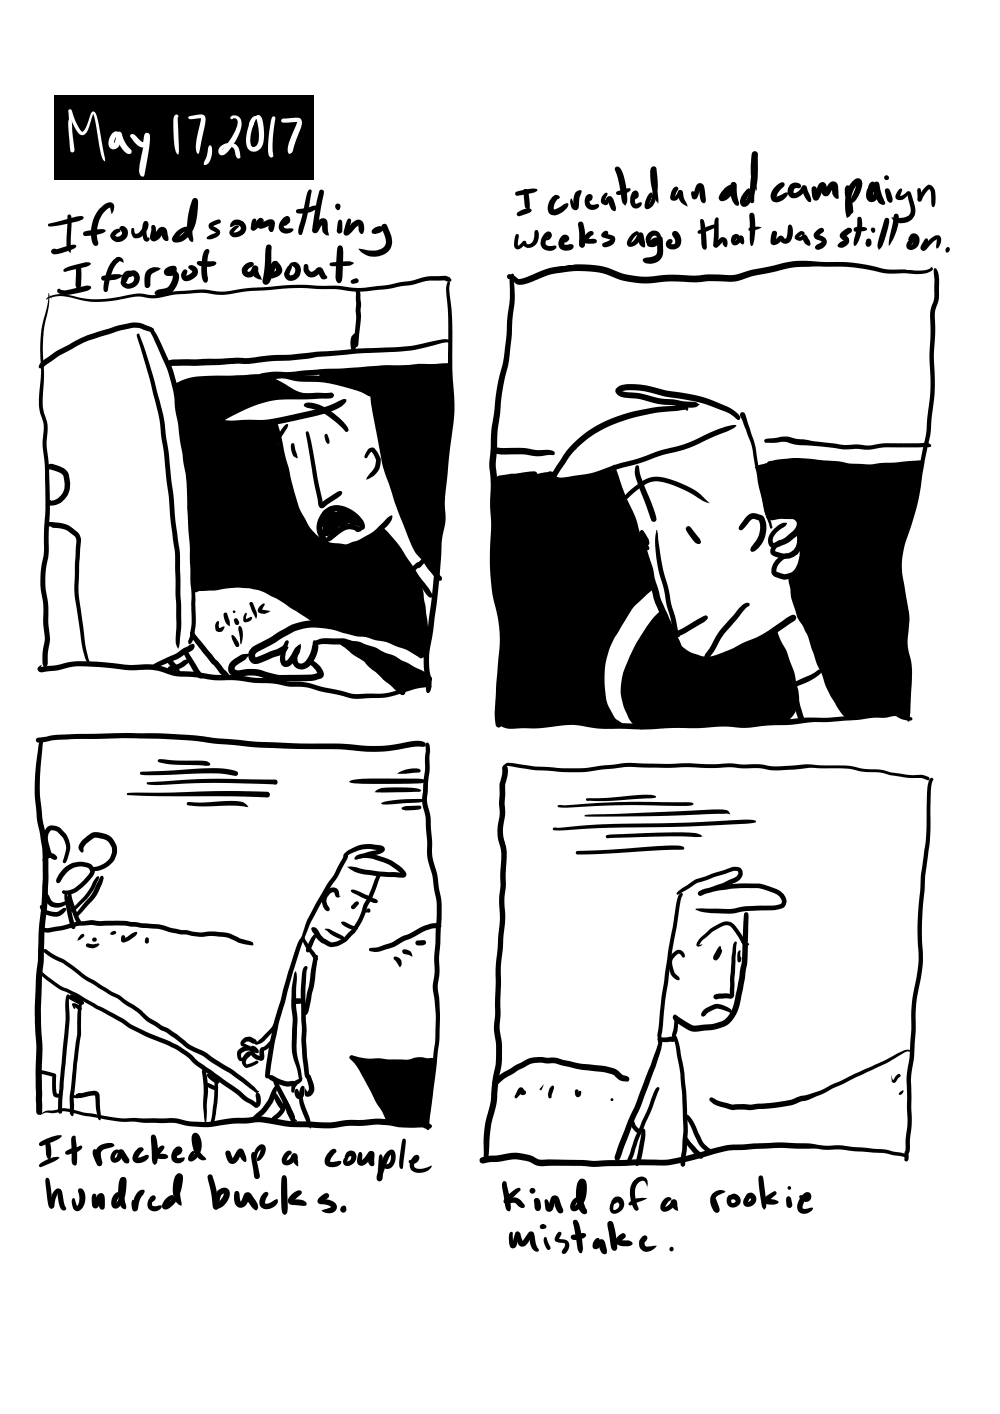 May 17, 2017
I found something
I forgot about.
click
I created an ad campaign
weeks ago that was still on.
It racked up a couple
hundred bucks.
Kind of a rookie
mistake.